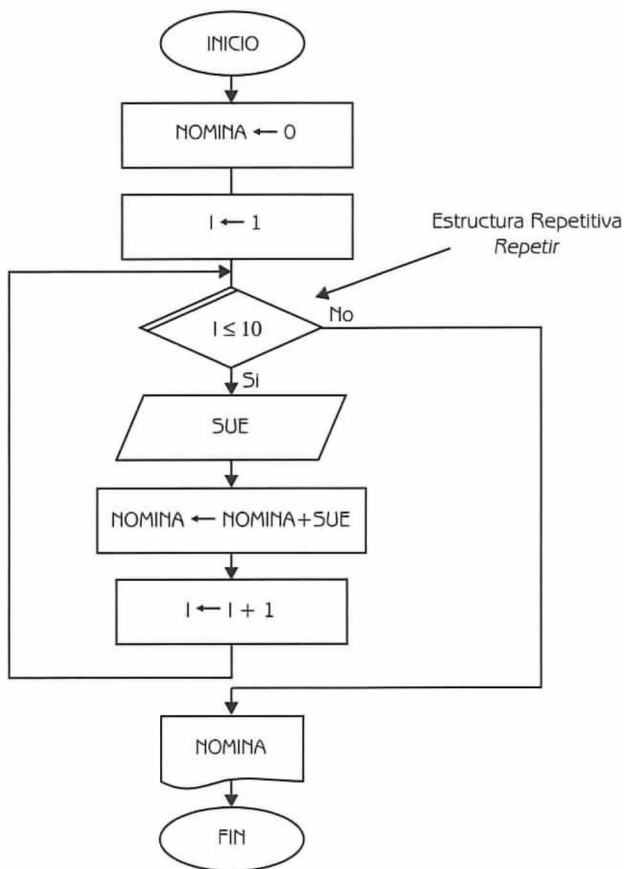 INICIO
NOMINA ← 0
I ← 1
Estructura Repetitiva
Repetir
I ≤ 10
No
Si
SUE
NOMINA ← NOMINA+SUE
I ← I + 1
NOMINA
FIN